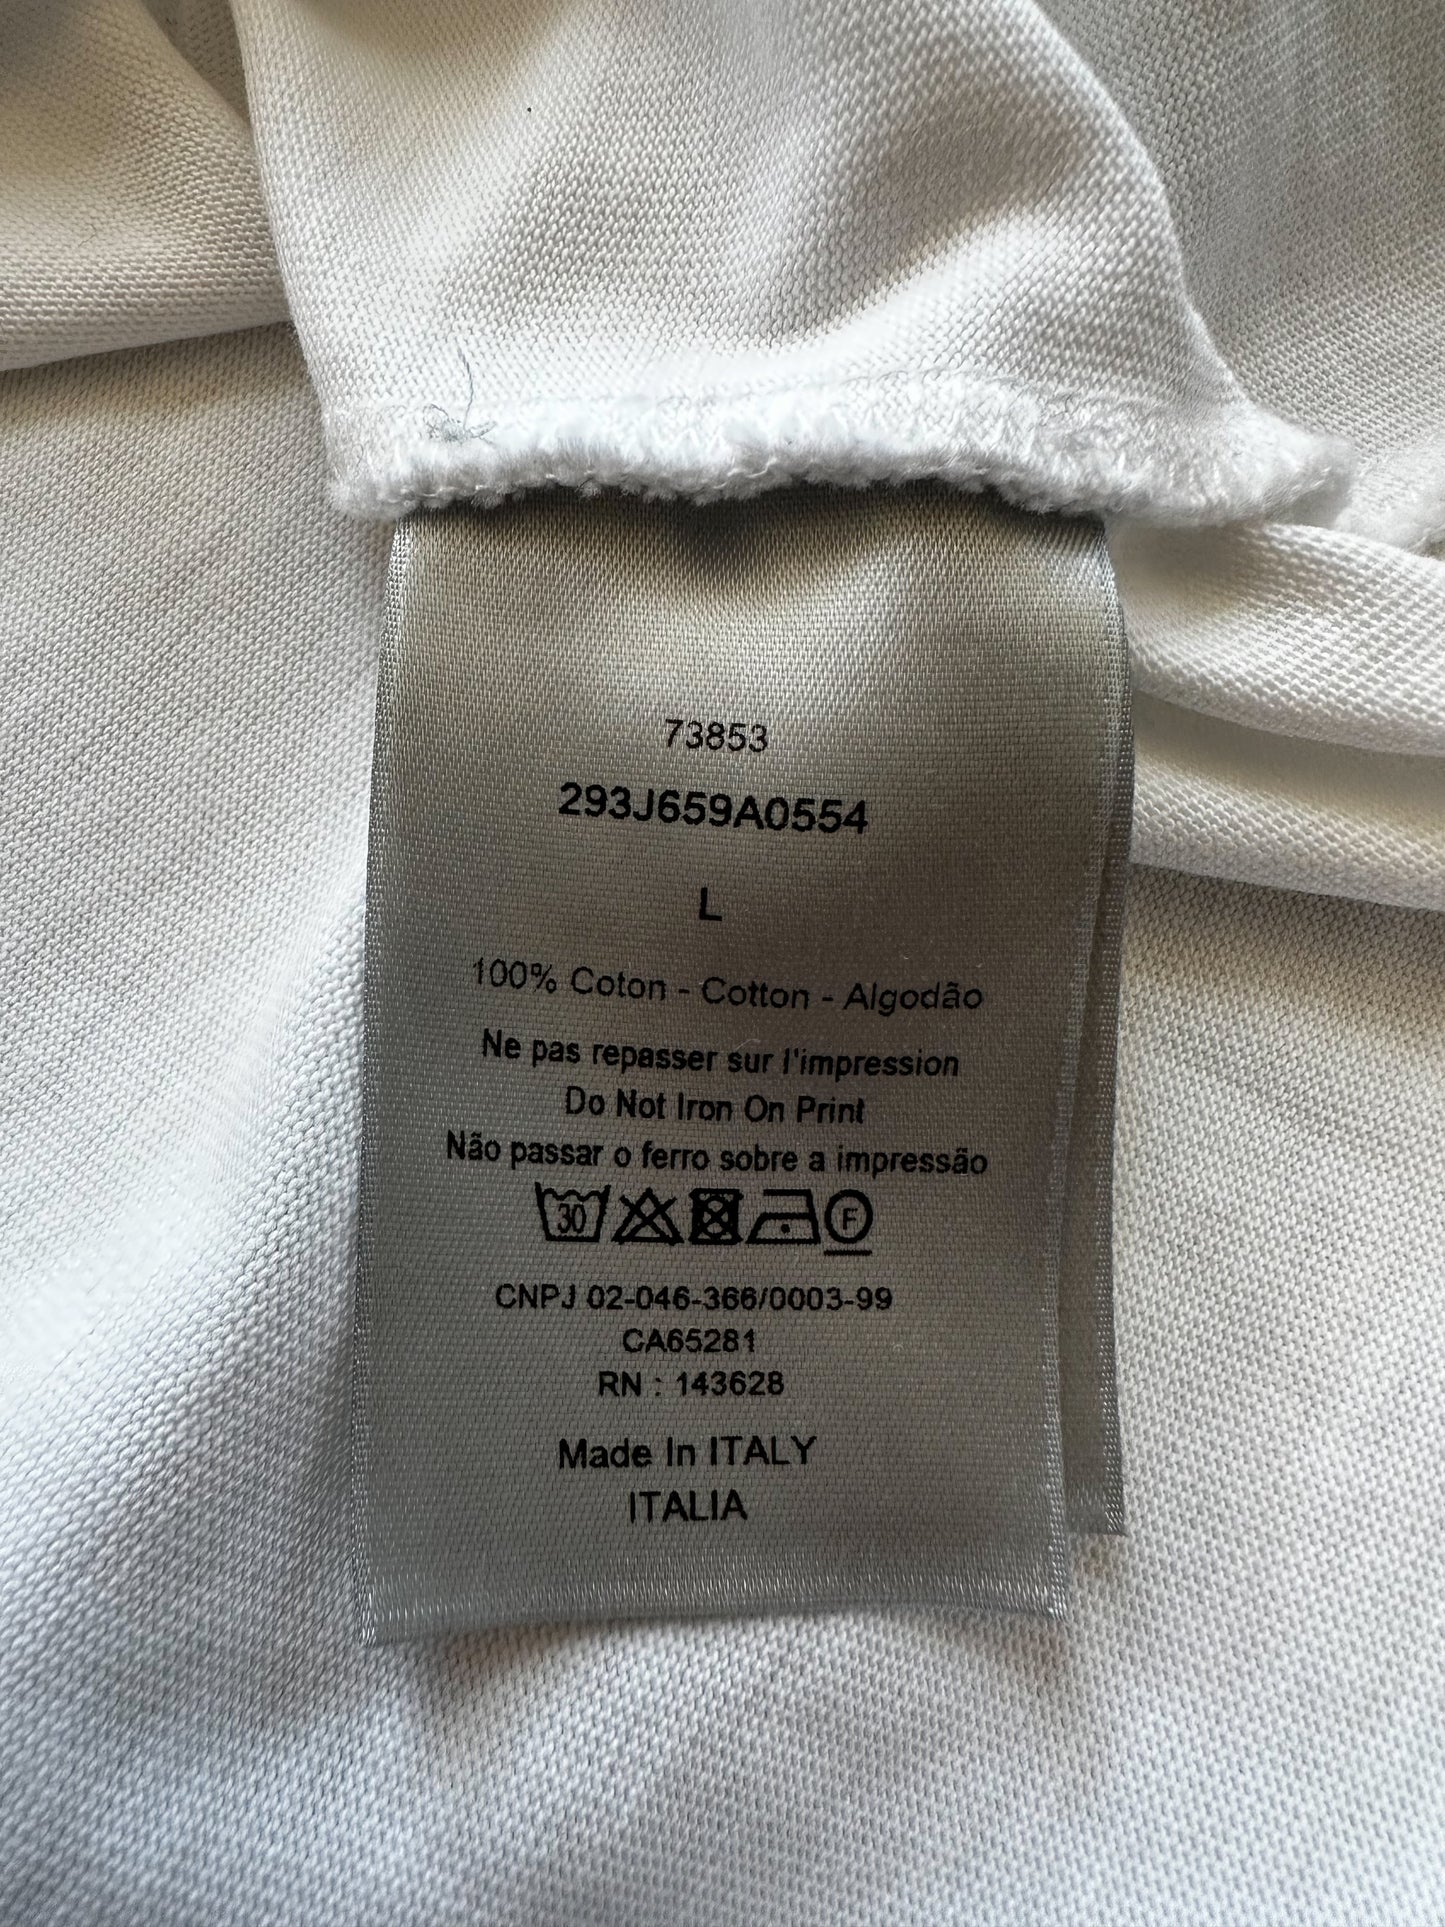 73853
293J659A0554
L
100% Coton - Cotton - Algodão
Ne pas repasser sur l'impression
Do Not Iron On Print
Não passar o ferro sobre a impressão
30 F
CNPJ 02-046-366/0003-99
CA65281
RN : 143628
Made In ITALY
ITALIA